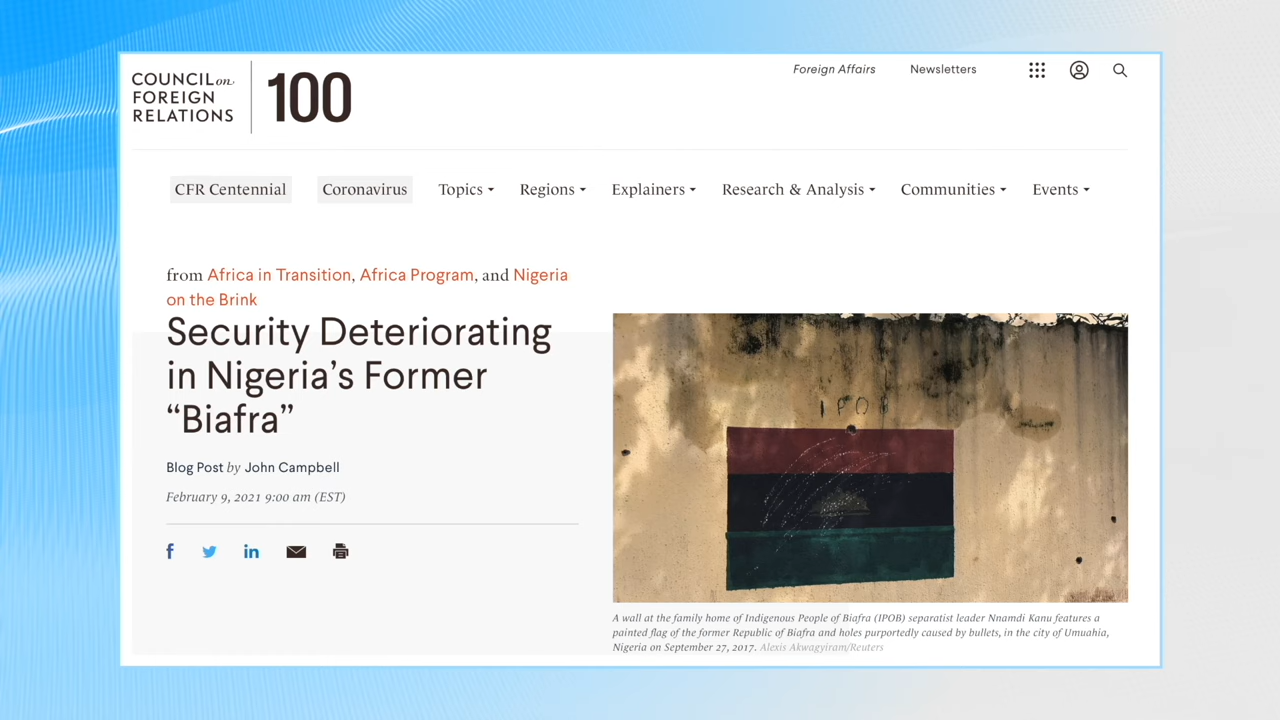 COUNCIL on
FOREIGN
RELATIONS
100
Foreign Affairs
Newsletters
CFR Centennial
Coronavirus
Topics
Regions
Explainers
Research & Analysis
Communities
Events
from Africa in Transition, Africa Program, and Nigeria
on the Brink
Security Deteriorating
in Nigeria’s Former
“Biafra”
Blog Post by John Campbell
February 9, 2021 9:00 am (EST)
f
in
IPOB
A wall at the family home of Indigenous People of Biafra (IPOB) separatist leader Nnamdi Kanu features a
painted flag of the former Republic of Biafra and holes purportedly caused by bullets, in the city of Umuahia,
Nigeria on September 27, 2017. Alexis Akwagyiram/Reuters